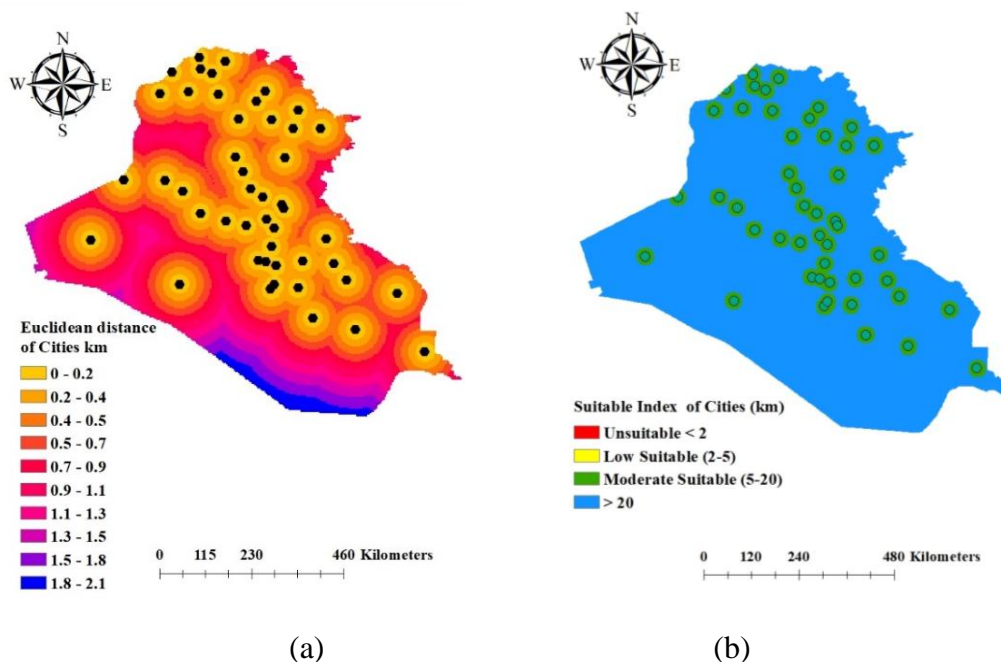 N
W E
S
Euclidean distance
of Cities km
0 - 0.2
0.2 - 0.4
0.4 - 0.5
0.5 - 0.7
0.7 - 0.9
0.9 - 1.1
1.1 - 1.3
1.3 - 1.5
1.5 - 1.8
1.8 - 2.1
0 115 230 460 Kilometers
(a)
N
W E
S
Suitable Index of Cities (km)
Unsuitable < 2
Low Suitable (2-5)
Moderate Suitable (5-20)
> 20
0 120 240 480 Kilometers
(b)